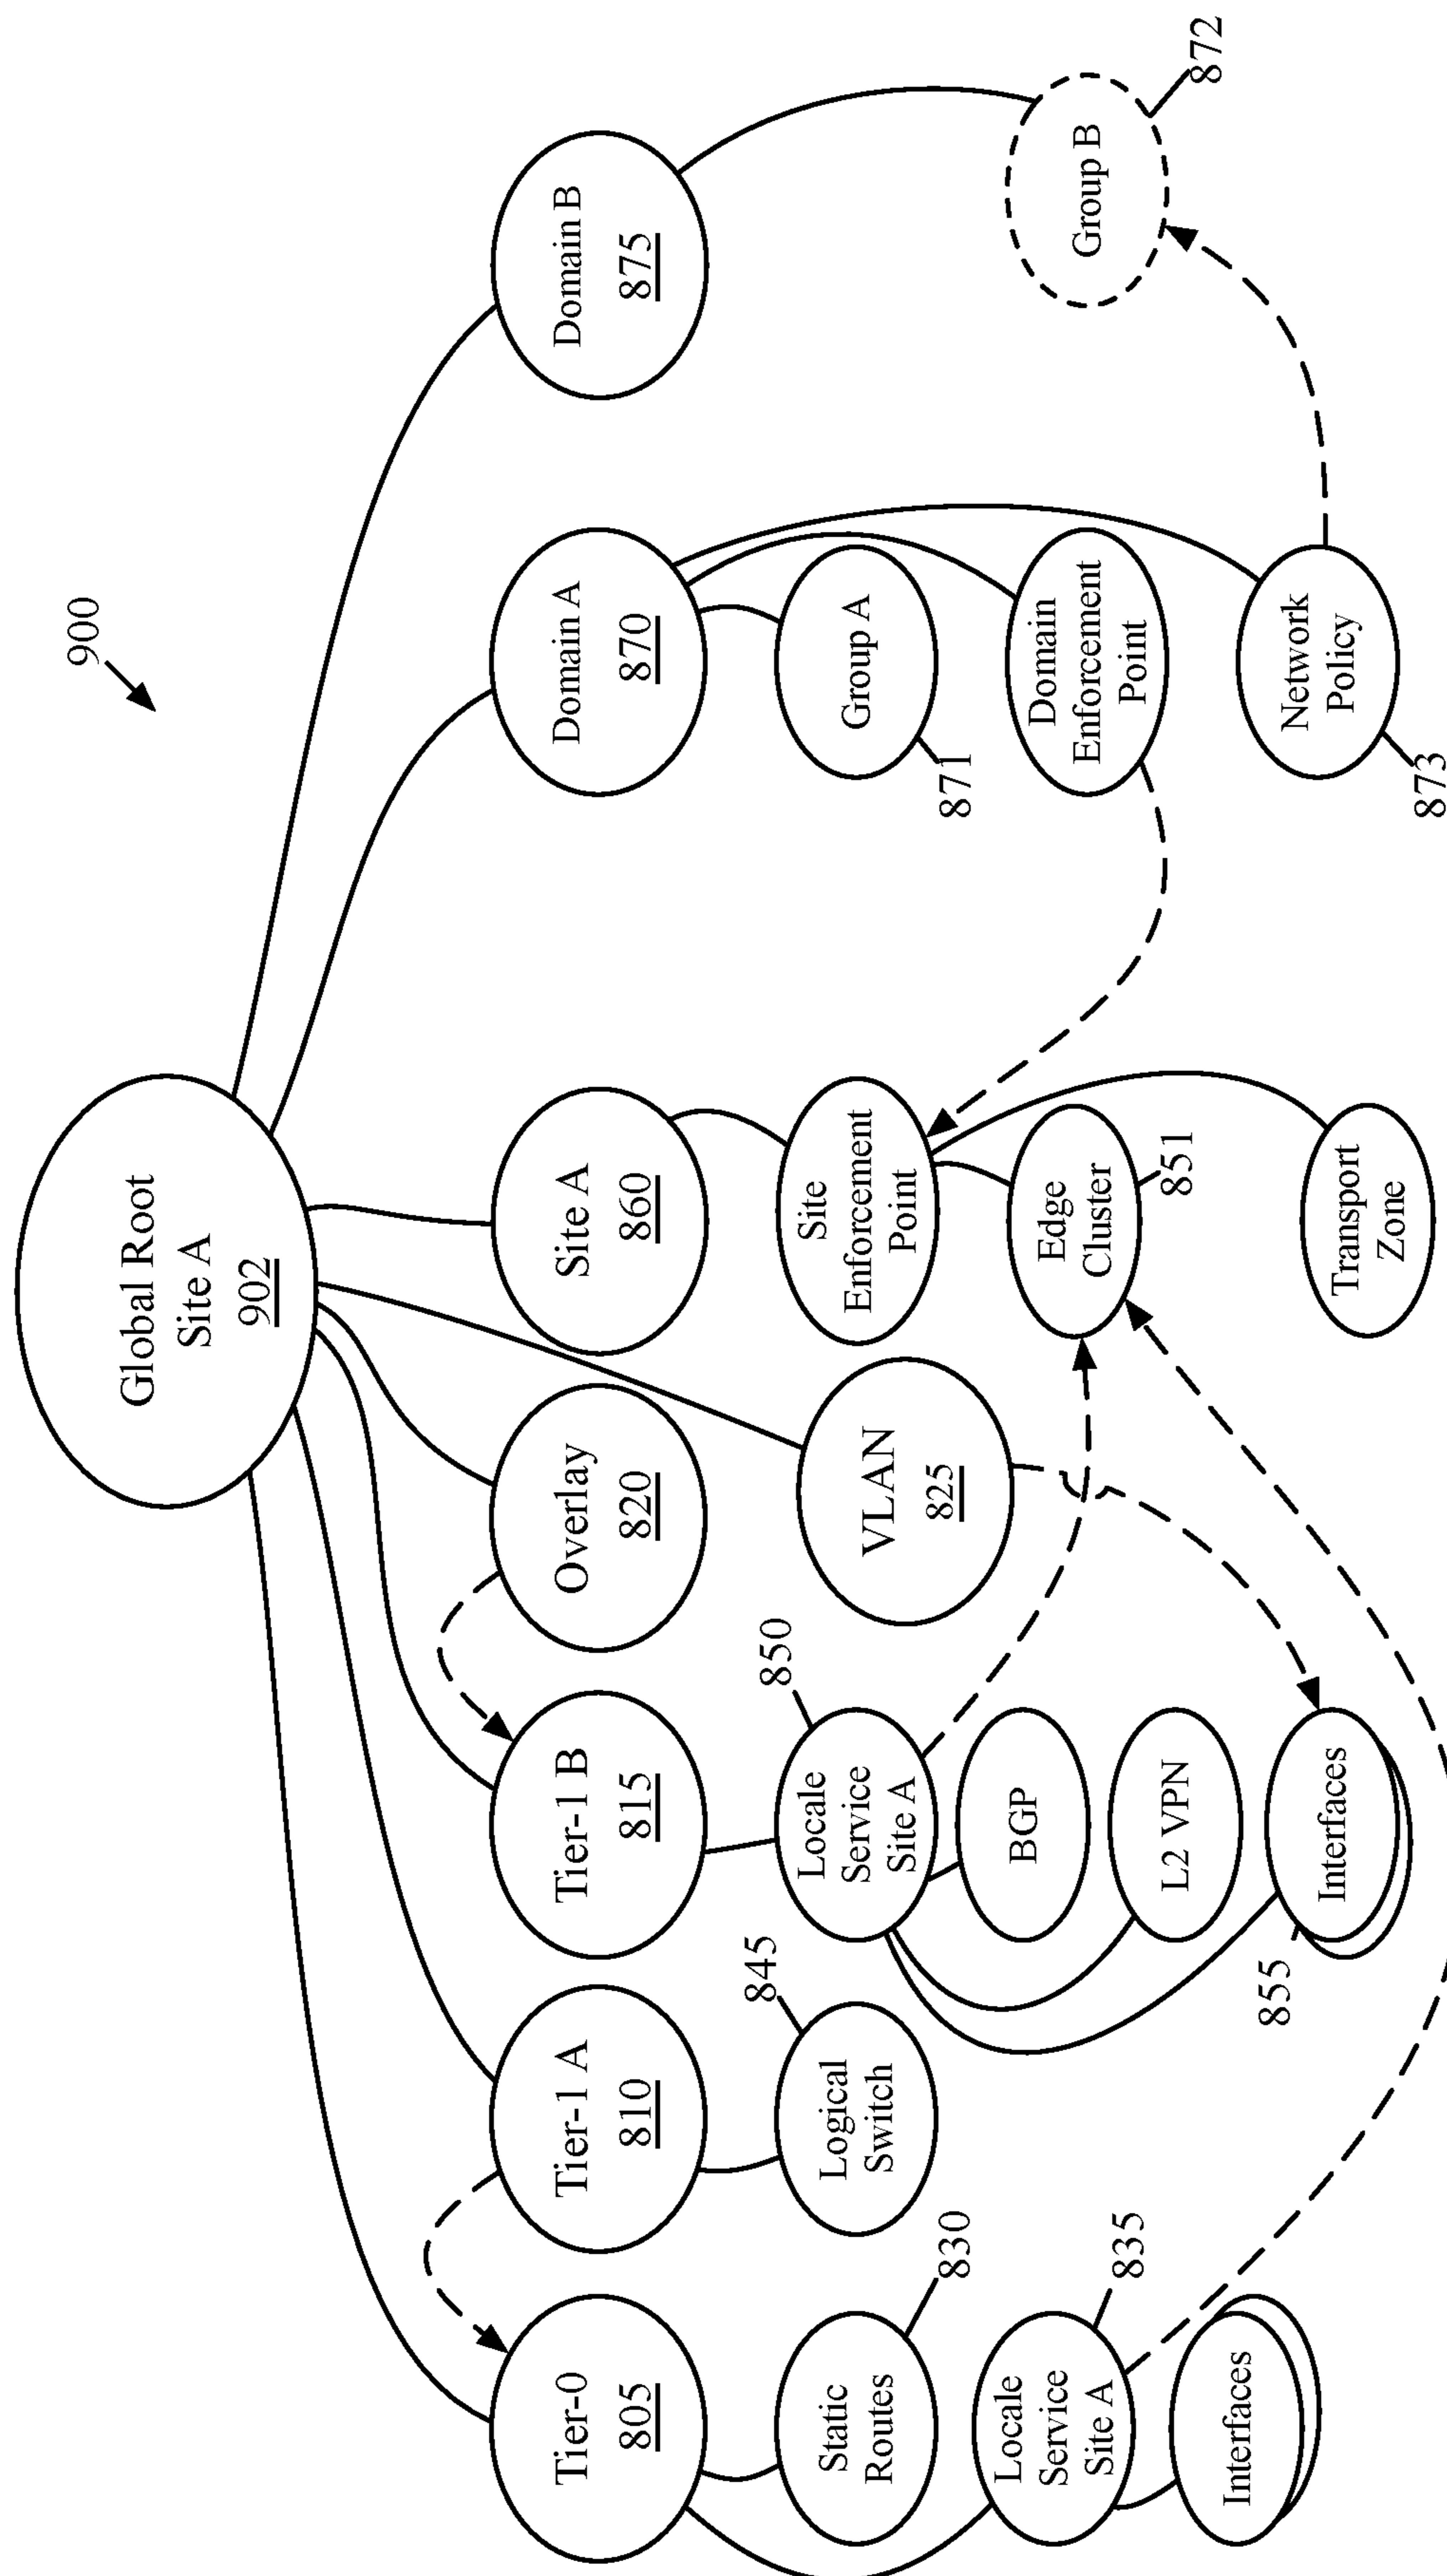 900
Global Root
Site A
902
Tier-0
805
Tier-1 A
810
Tier-1 B
815
Overlay
820
Site A
860
Domain A
870
Domain B
875
Static
Routes
830
Logical
Switch
845
Locale
Service
Site A
850
VLAN
825
Site
Enforcement
Point
Group A
871
Locale
Service
Site A
835
BGP
Edge
Cluster
851
Domain
Enforcement
Point
Group B
872
L2 VPN
Interfaces
Interfaces
855
Transport
Zone
Network
Policy
873